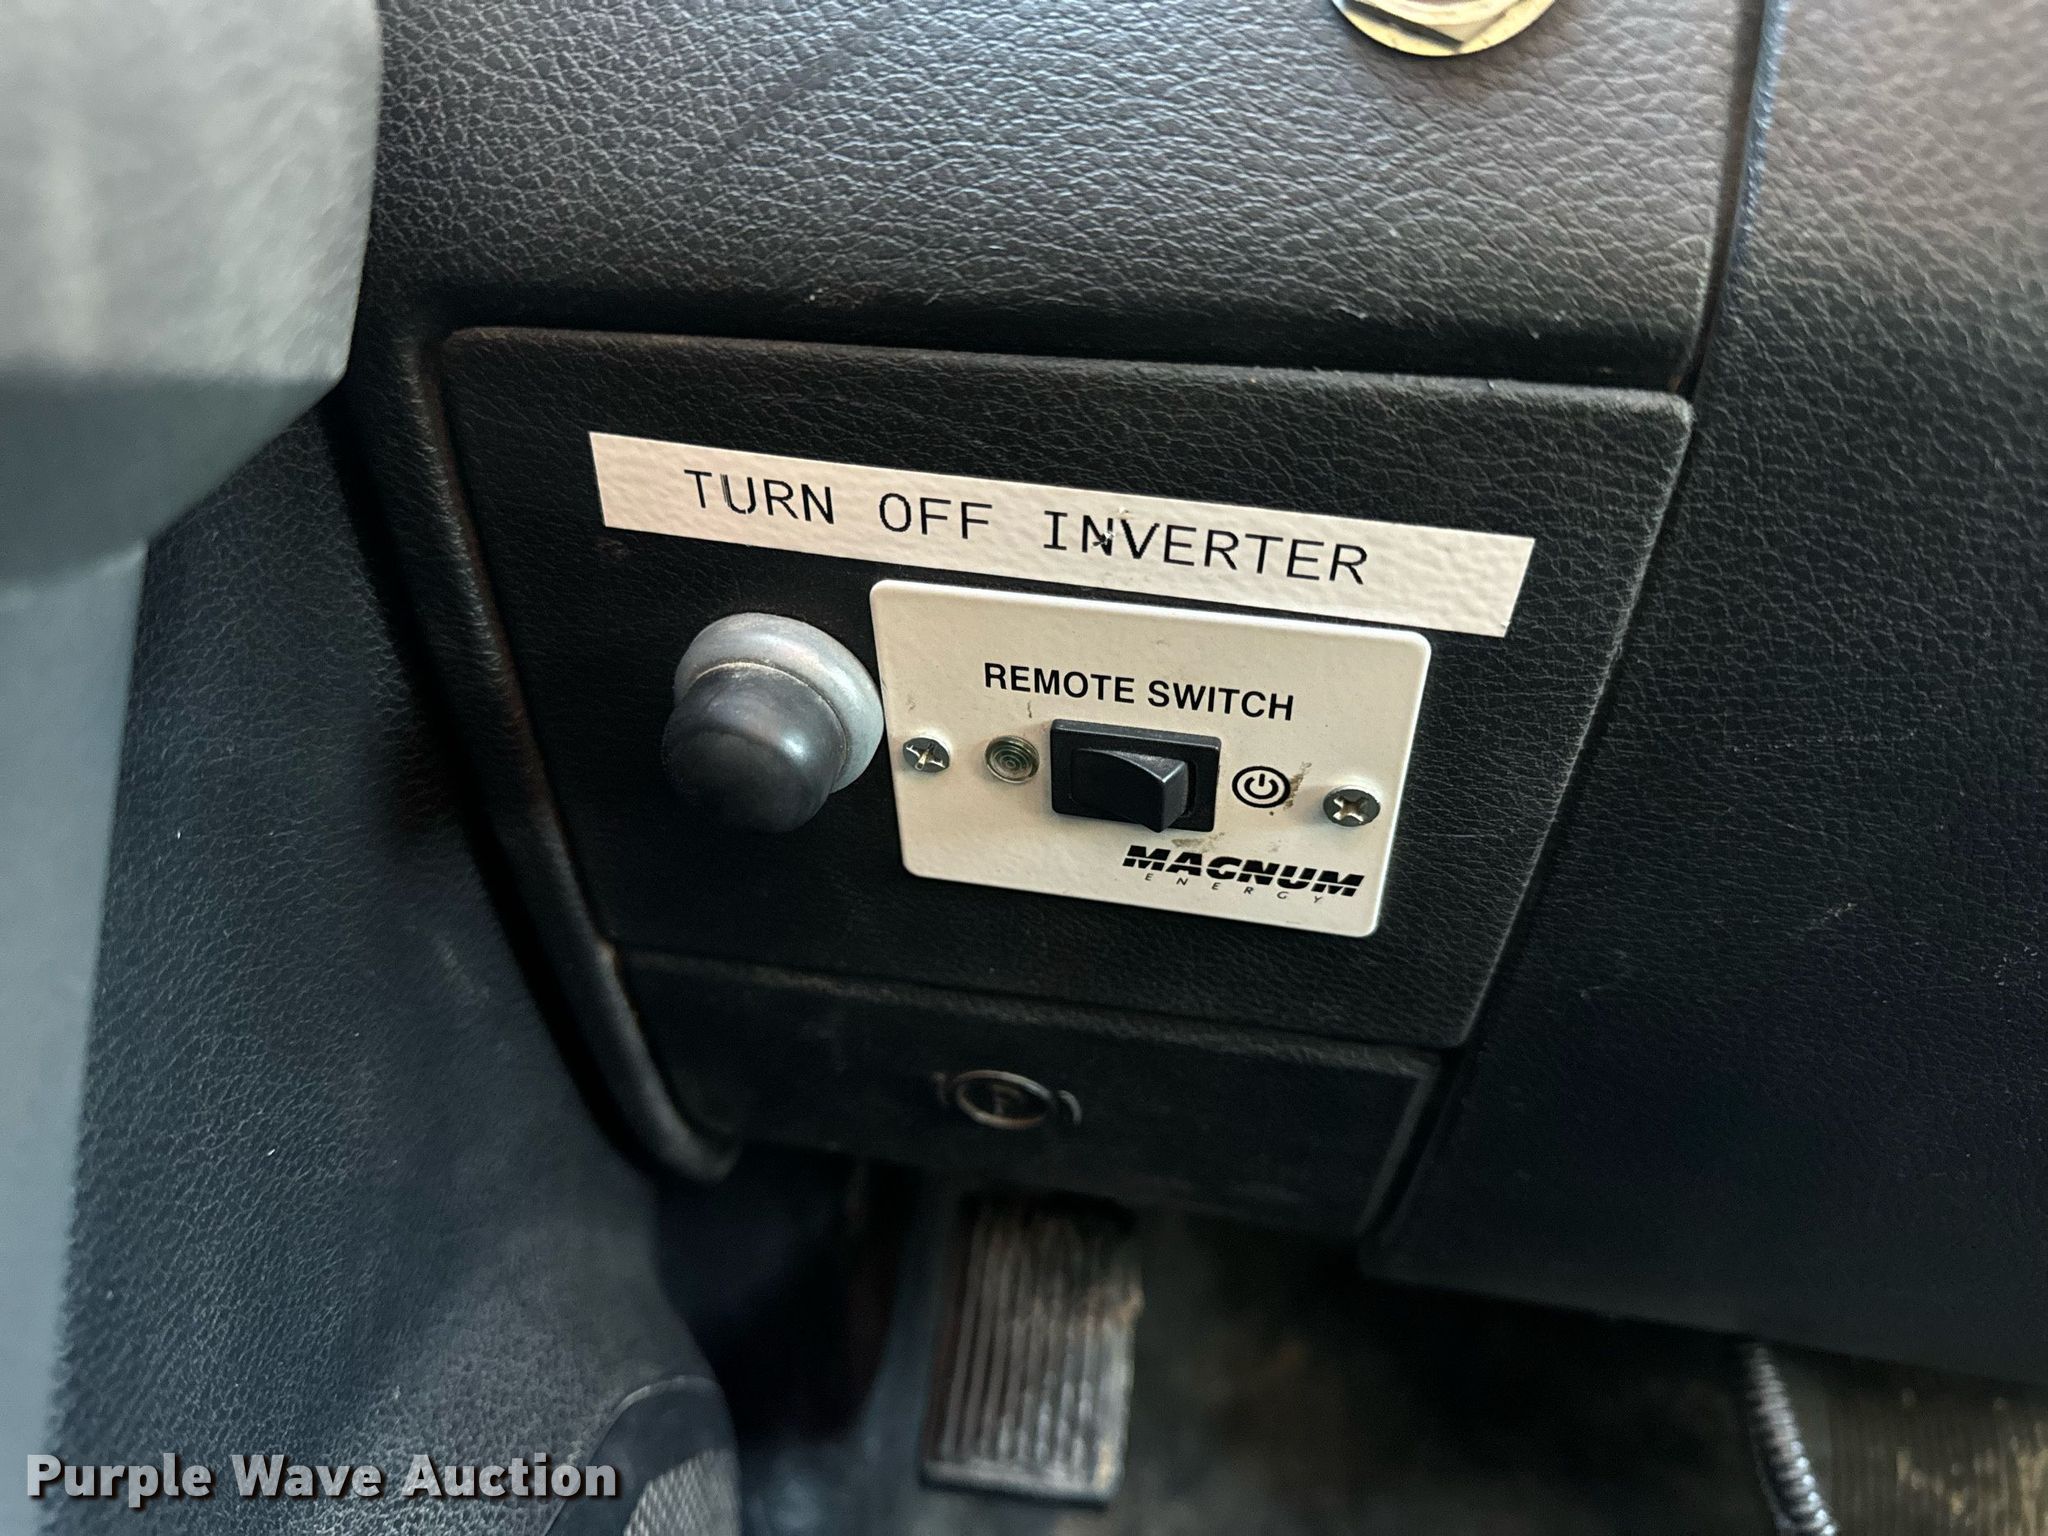 TURN OFF INVERTER
REMOTE SWITCH
MAGNUM
ENERGY
Purple Wave Auction